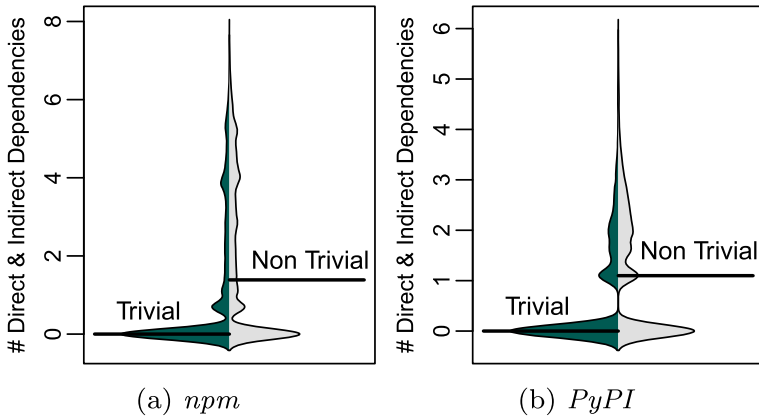 # Direct & Indirect Dependencies
8
6
4
2
0
Trivial
Non Trivial
(a) npm
# Direct & Indirect Dependencies
6
5
4
3
2
1
0
Trivial
Non Trivial
(b) PyPI